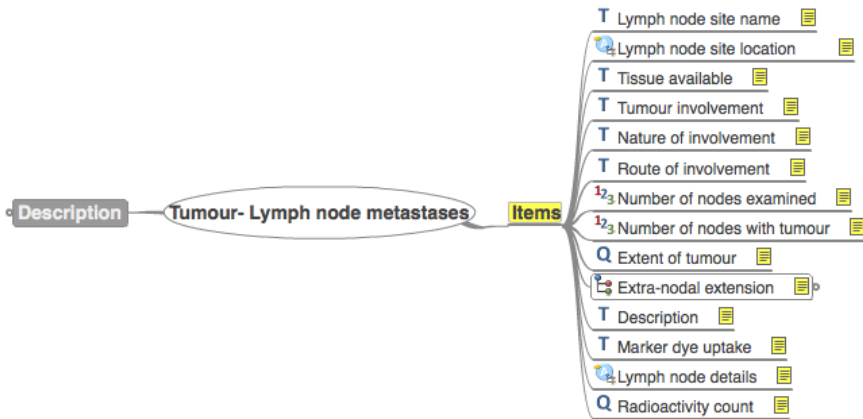 Description
Tumour- Lymph node metastases
Items
T Lymph node site name
Lymph node site location
T Tissue available
T Tumour involvement
T Nature of involvement
T Route of involvement
123 Number of nodes examined
123 Number of nodes with tumour
Q Extent of tumour
Extra-nodal extension
T Description
T Marker dye uptake
Lymph node details
Q Radioactivity count